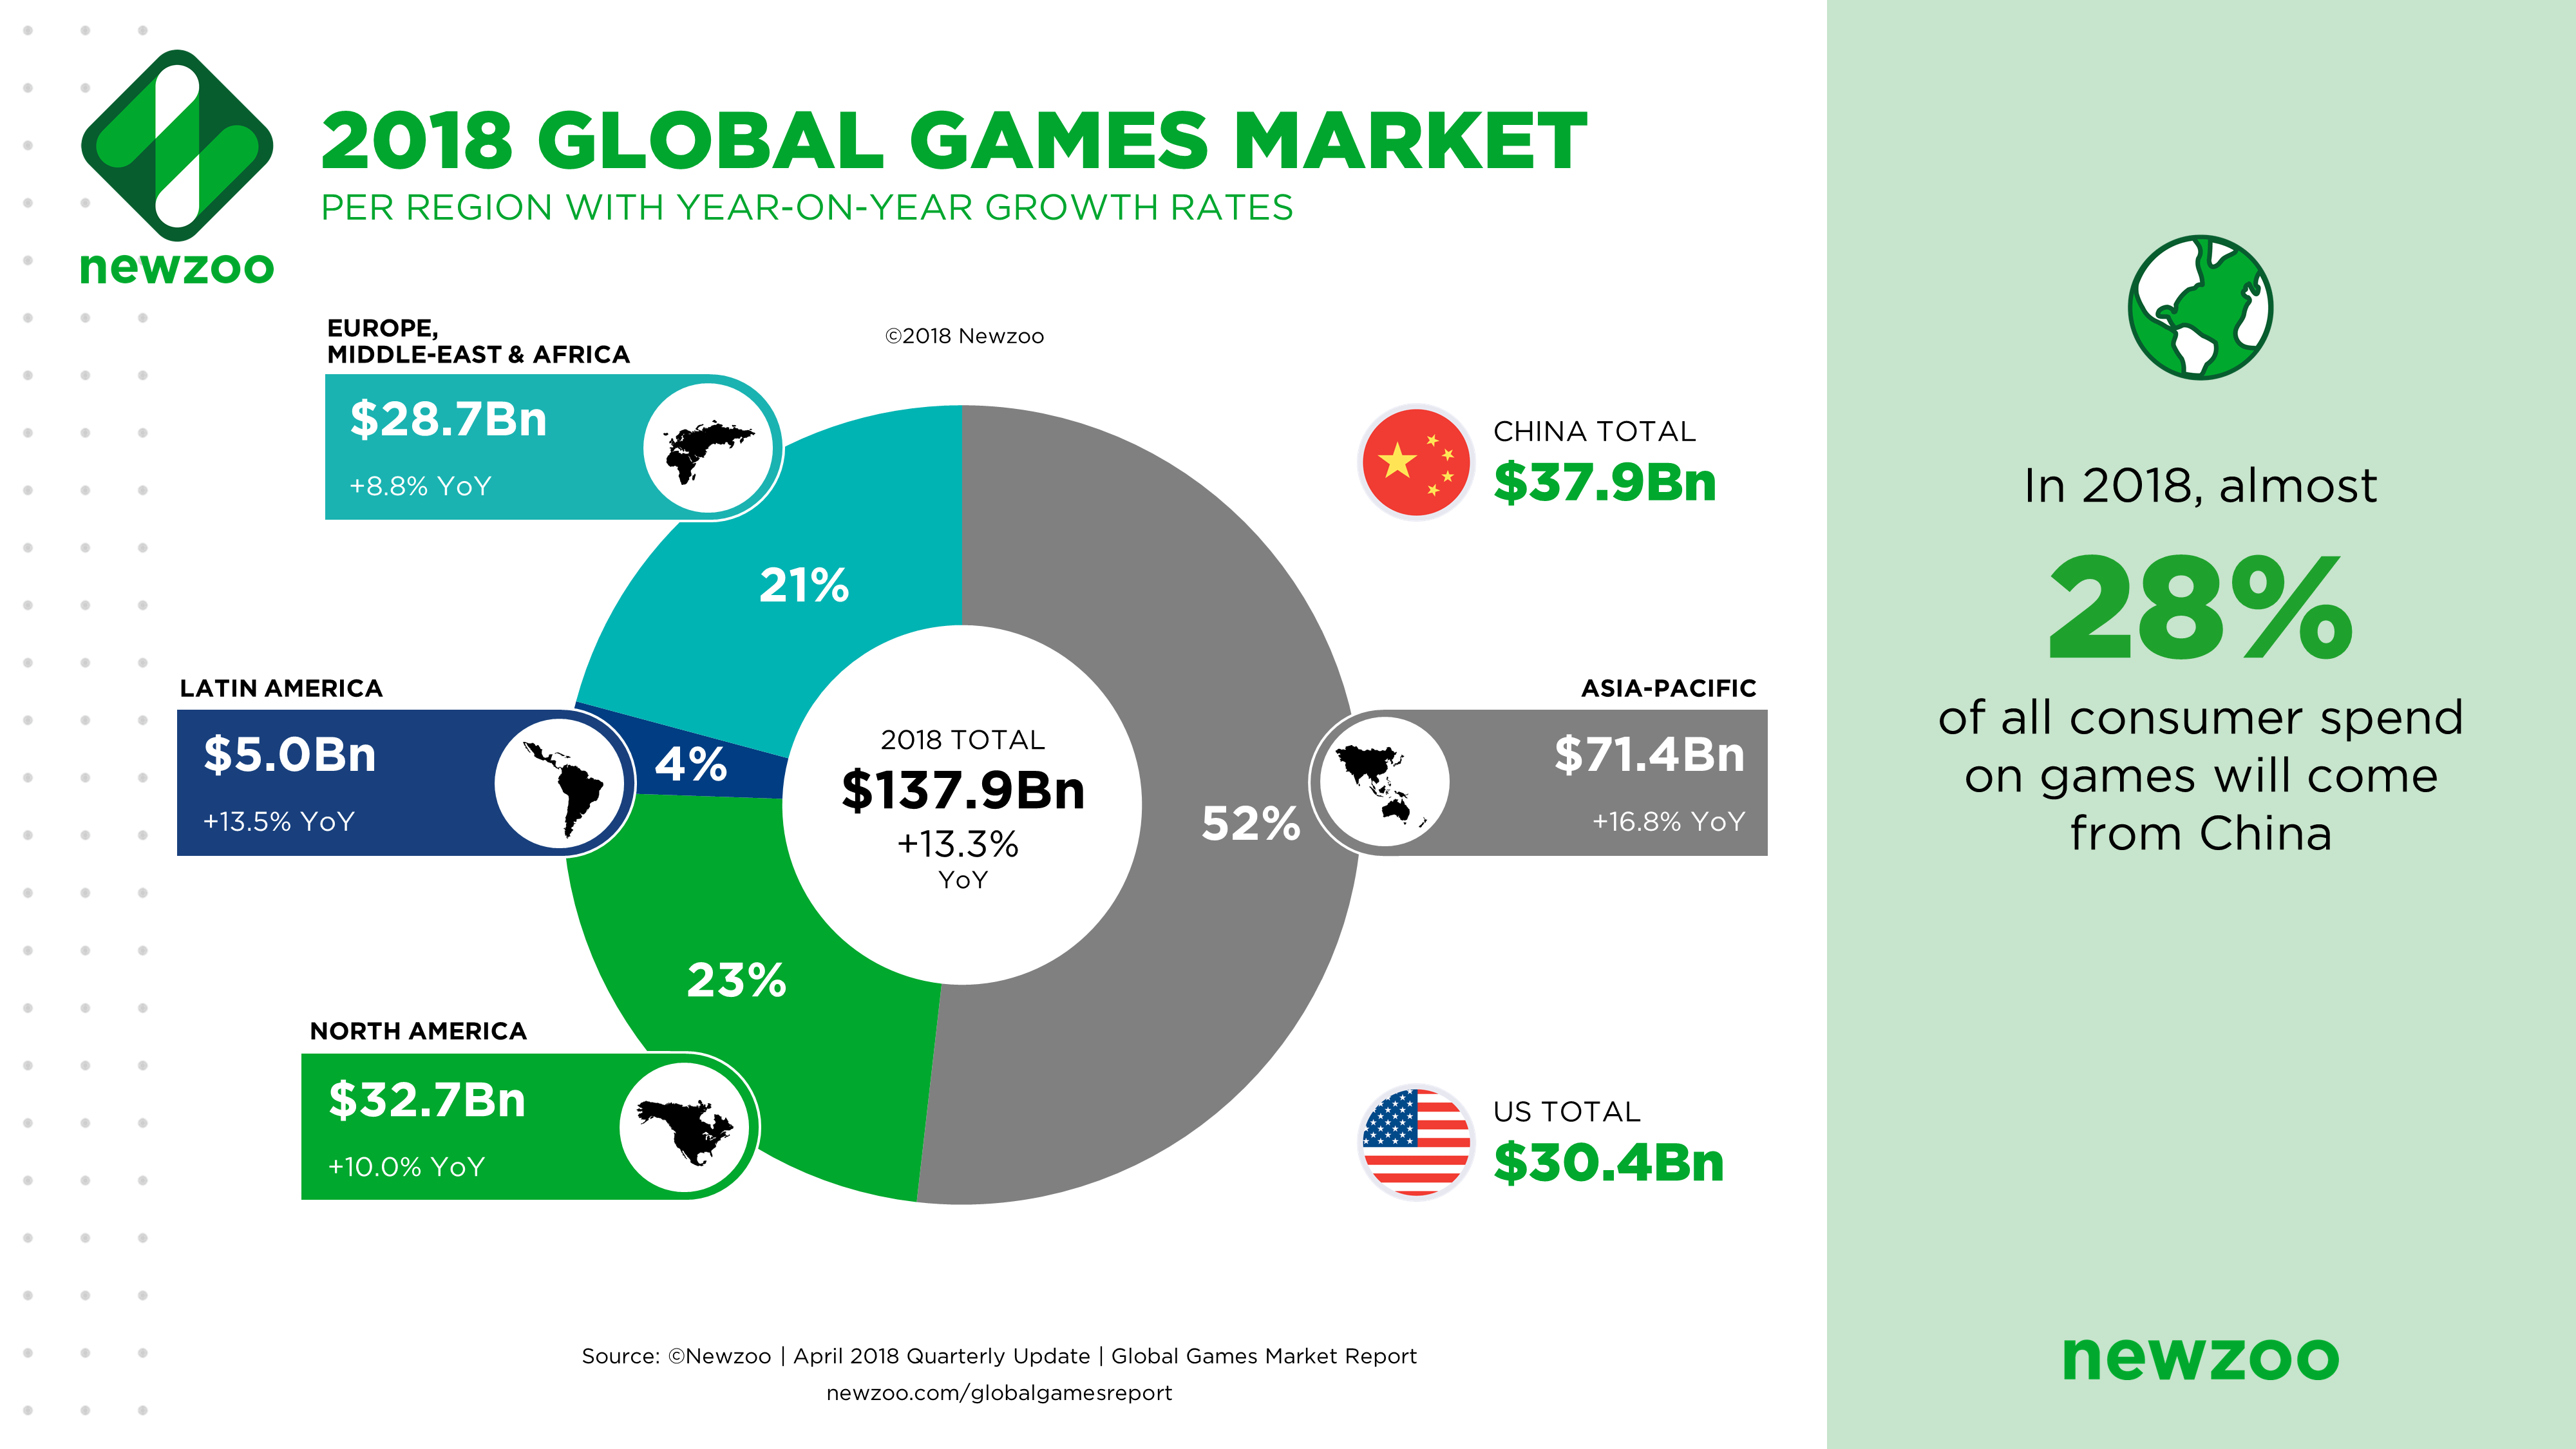 newzoo
2018 GLOBAL GAMES MARKET
PER REGION WITH YEAR-ON-YEAR GROWTH RATES
©2018 Newzoo
EUROPE,
MIDDLE-EAST & AFRICA
$28.7Bn
+8.8% YoY
21%
CHINA TOTAL
$37.9Bn
LATIN AMERICA
$5.0Bn
+13.5% YoY
4%
2018 TOTAL
$137.9Bn
+13.3%
YoY
52%
ASIA-PACIFIC
$71.4Bn
+16.8% YoY
23%
NORTH AMERICA
$32.7Bn
+10.0% YoY
US TOTAL
$30.4Bn
Source: ©Newzoo | April 2018 Quarterly Update | Global Games Market Report
newzoo.com/globalgamesreport
In 2018, almost
28%
of all consumer spend
on games will come
from China
newzoo